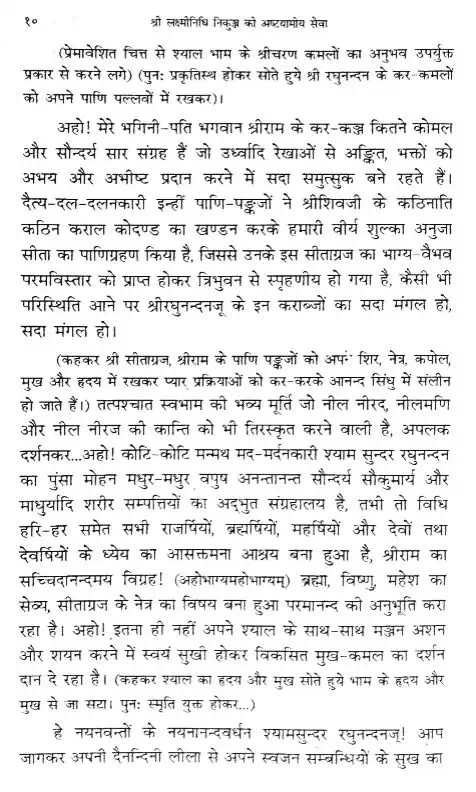 १० श्री लक्ष्मीनिधि निकुञ्ज की अष्टयामीय सेवा
(प्रेमावेशित चित्त से श्याल भाम के श्रीचरण कमलों का अनुभव उपर्युक्त
प्रकार से करने लगे) (पुनः प्रकृतिस्थ होकर सोते हुये श्री रघुनन्दन के कर-कमलों
को अपने पाणि पल्लवों में रखकर)।
अहो! मेरे भगिनी-पति भगवान श्रीराम के कर-कञ्ज कितने कोमल
और सौन्दर्य सार संग्रह हैं जो उर्ध्वादि रेखाओं से अङ्कित, भक्तों को
अभय और अभीष्ट प्रदान करने में सदा समुत्सुक बने रहते हैं।
दैत्य-दल-दलनकारी इन्हीं पाणि-पङ्कजों ने श्रीशिवजी के कठिनाति
कठिन कराल कोदण्ड का खण्डन करके हमारी वीर्य शुल्का अनुजा
सीता का पाणिग्रहण किया है, जिससे उनके इस सीताग्रज का भाग्य-वैभव
परमविस्तार को प्राप्त होकर त्रिभुवन से स्पृहणीय हो गया है, कैसी भी
परिस्थिति आने पर श्रीरघुनन्दनजू के इन कराब्जों का सदा मंगल हो,
सदा मंगल हो।
(कहकर श्री सीताग्रज, श्रीराम के पाणि पङ्कजों को अपने शिर, नेत्र, कपोल,
मुख और हृदय में रखकर प्यार प्रक्रियाओं को कर-करके आनन्द सिंधु में संलीन
हो जाते हैं।) तत्पश्चात स्वभाम की भव्य मूर्ति जो नील नीरद, नीलमणि
और नील नीरज की कान्ति को भी तिरस्कृत करने वाली है, अपलक
दर्शनकर...अहो! कोटि-कोटि मन्मथ मद-मर्दनकारी श्याम सुन्दर रघुनन्दन
का पुंसा मोहन मधुर-मधुर वपुष अनन्तानन्त सौन्दर्य सौकुमार्य और
माधुर्यादि शरीर सम्पत्तियों का अद्‌भुत संग्रहालय है, तभी तो विधि
हरि-हर समेत सभी राजर्षियों, ब्रह्मर्षियों, महर्षियों और देवों तथा
देवर्षियों के ध्येय का आसक्तमना आश्रय बना हुआ है, श्रीराम का
सच्चिदानन्दमय विग्रह! (अहोभाग्यमहोभाग्यम्) ब्रह्मा, विष्णु, महेश का
सेव्य, सीताग्रज के नेत्र का विषय बना हुआ परमानन्द की अनुभूति करा
रहा है। अहो! इतना ही नहीं अपने श्याल के साथ-साथ मञ्जन अशन
और शयन करने में स्वयं सुखी होकर विकसित मुख-कमल का दर्शन
दान दे रहा है। (कहकर श्याल का हृदय और मुख सोते हुये भाम के हृदय और
मुख से जा सटा। पुनः स्मृति युक्त होकर...)
हे नयनवन्तों के नयनानन्दवर्धन श्यामसुन्दर रघुनन्दनजू! आप
जागकर अपनी दैनन्दिनी लीला से अपने स्वजन सम्बन्धियों के सुख का